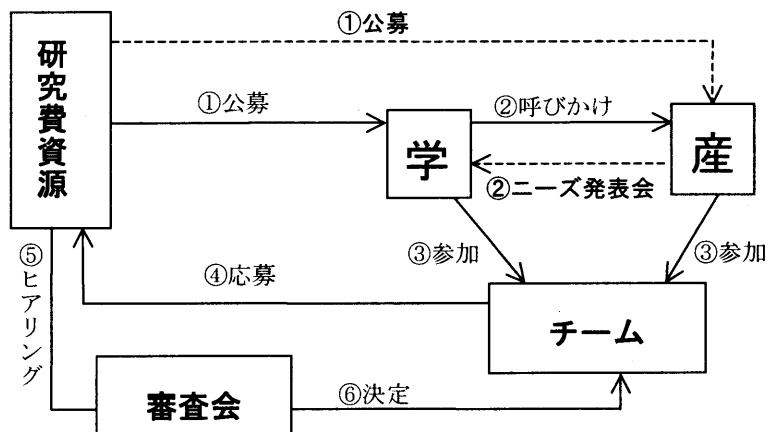 ①公募
研究費資源
①公募
学
②呼びかけ
産
②ニーズ発表会
③参加
③参加
④応募
⑤ヒアリング
チーム
審査会
⑥決定